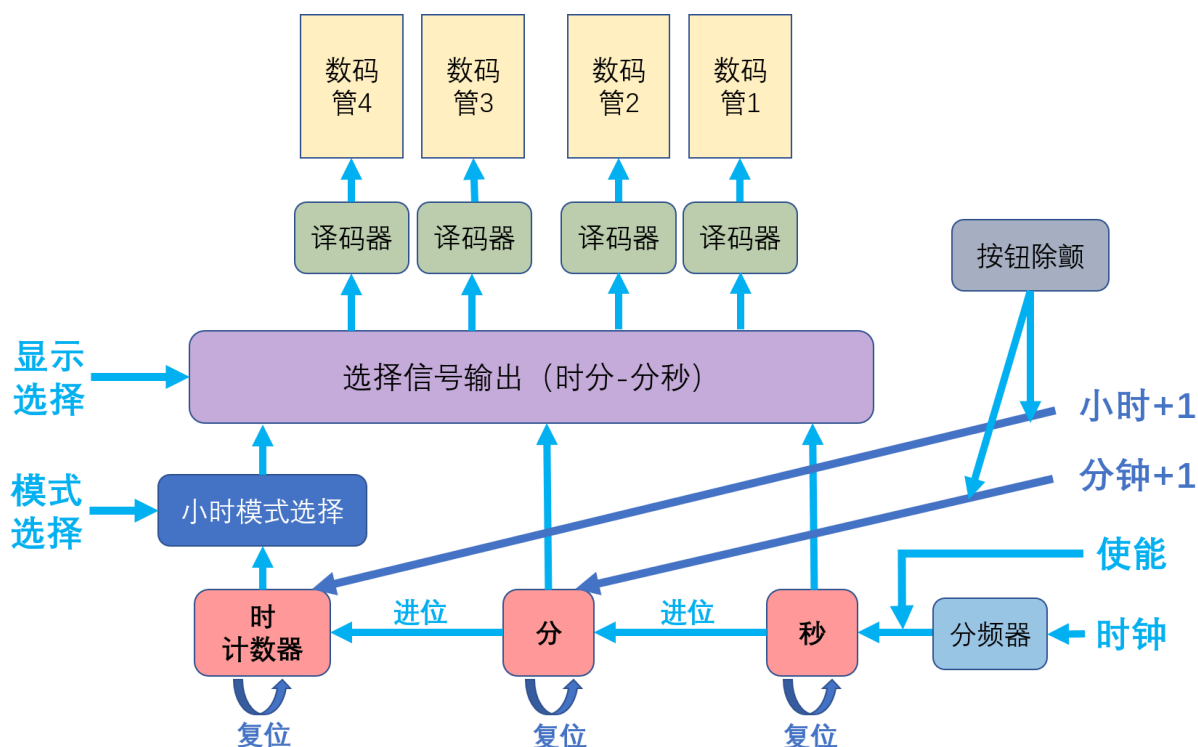 数码
管4
数码
管3
数码
管2
数码
管1
译码器
译码器
译码器
译码器
按钮除颤
显示
选择
选择信号输出（时分-分秒）
小时+1
分钟+1
模式
选择
小时模式选择
使能
时
计数器
进位
分
进位
秒
分频器
时钟
复位
复位
复位